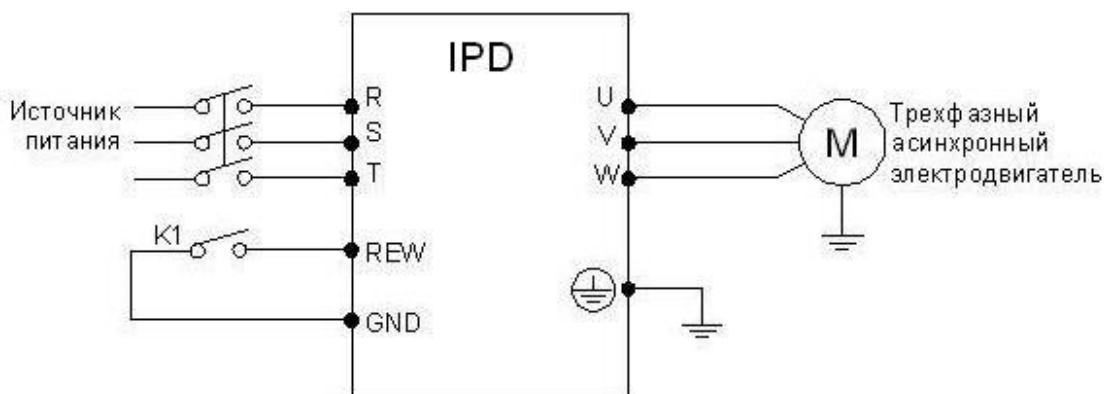 IPD
Источник
питания
R
S
T
U
V
W
M
Трехфазный
асинхронный
электродвигатель
K1
REW
GND